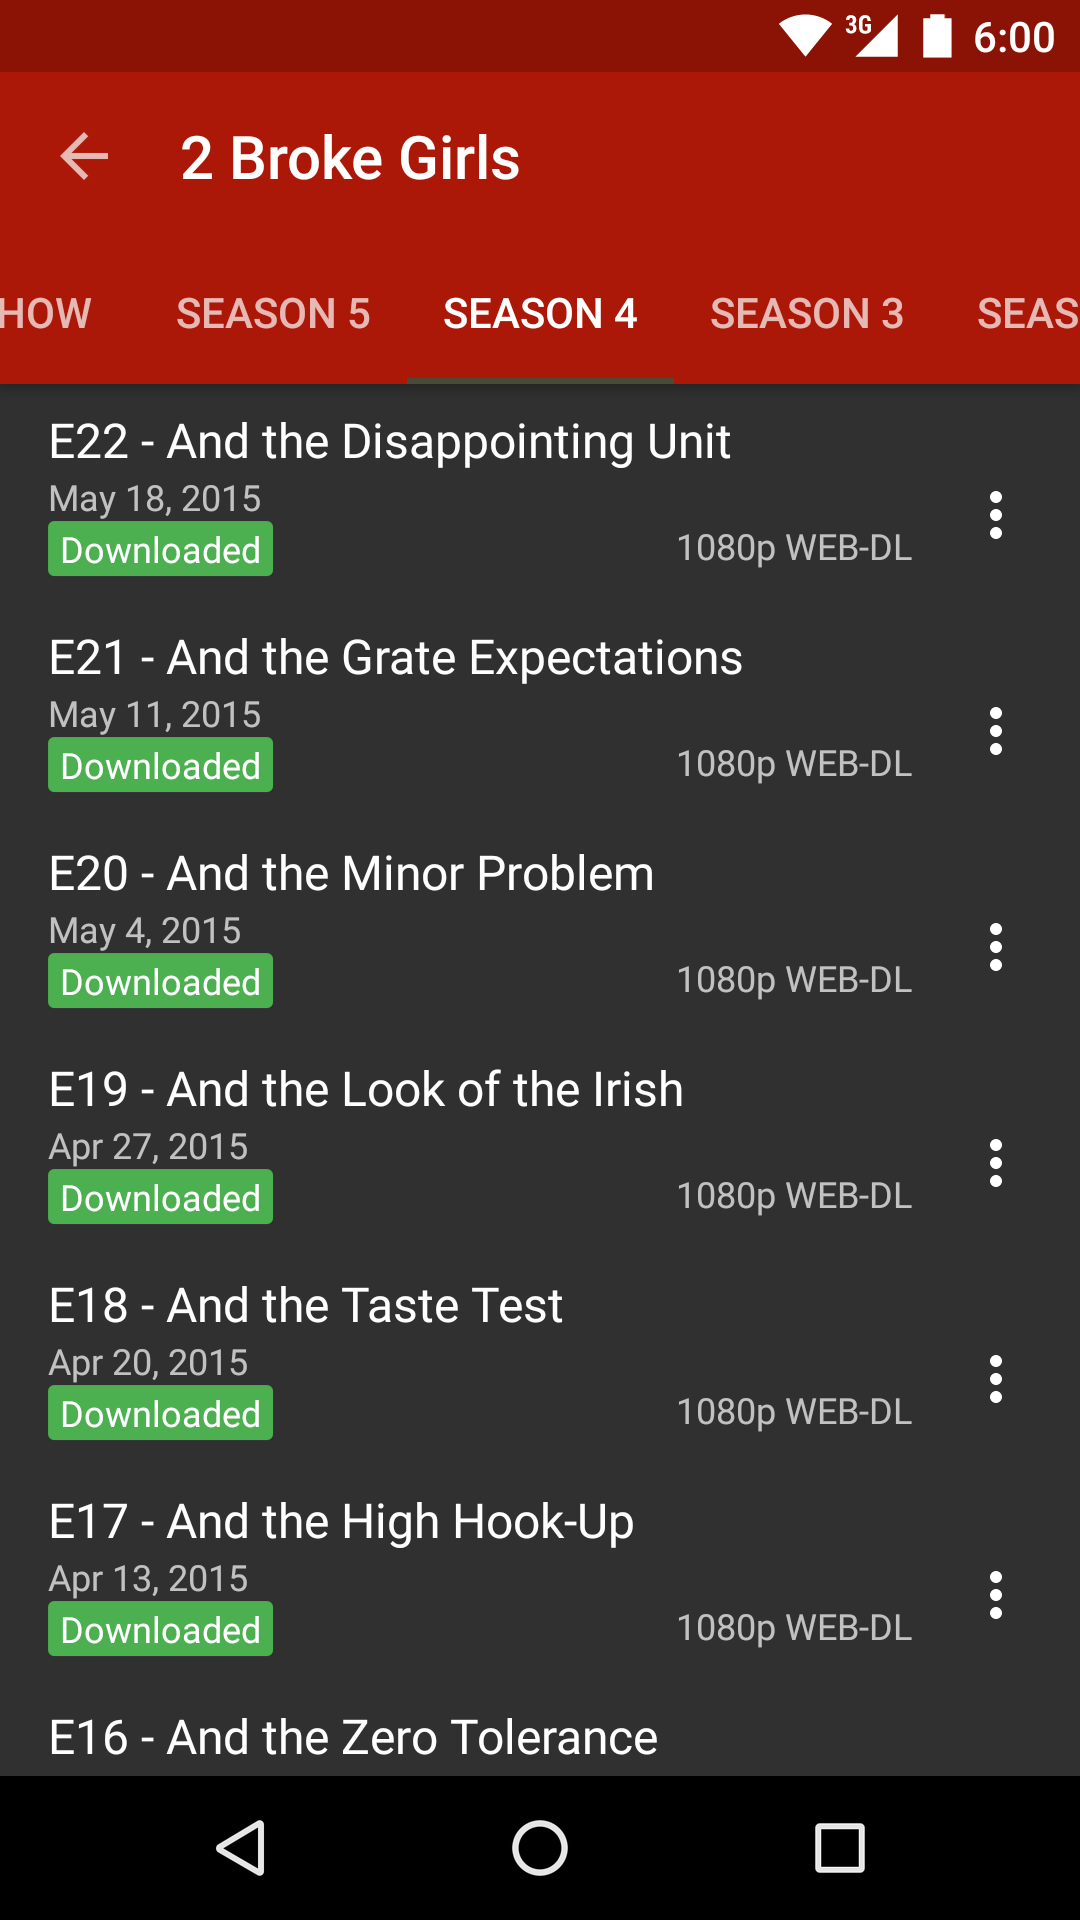 3G 6:00
2 Broke Girls
HOW SEASON 5 SEASON 4 SEASON 3 SEAS
E22 - And the Disappointing Unit
May 18, 2015
Downloaded 1080p WEB-DL
E21 - And the Grate Expectations
May 11, 2015
Downloaded 1080p WEB-DL
E20 - And the Minor Problem
May 4, 2015
Downloaded 1080p WEB-DL
E19 - And the Look of the Irish
Apr 27, 2015
Downloaded 1080p WEB-DL
E18 - And the Taste Test
Apr 20, 2015
Downloaded 1080p WEB-DL
E17 - And the High Hook-Up
Apr 13, 2015
Downloaded 1080p WEB-DL
E16 - And the Zero Tolerance